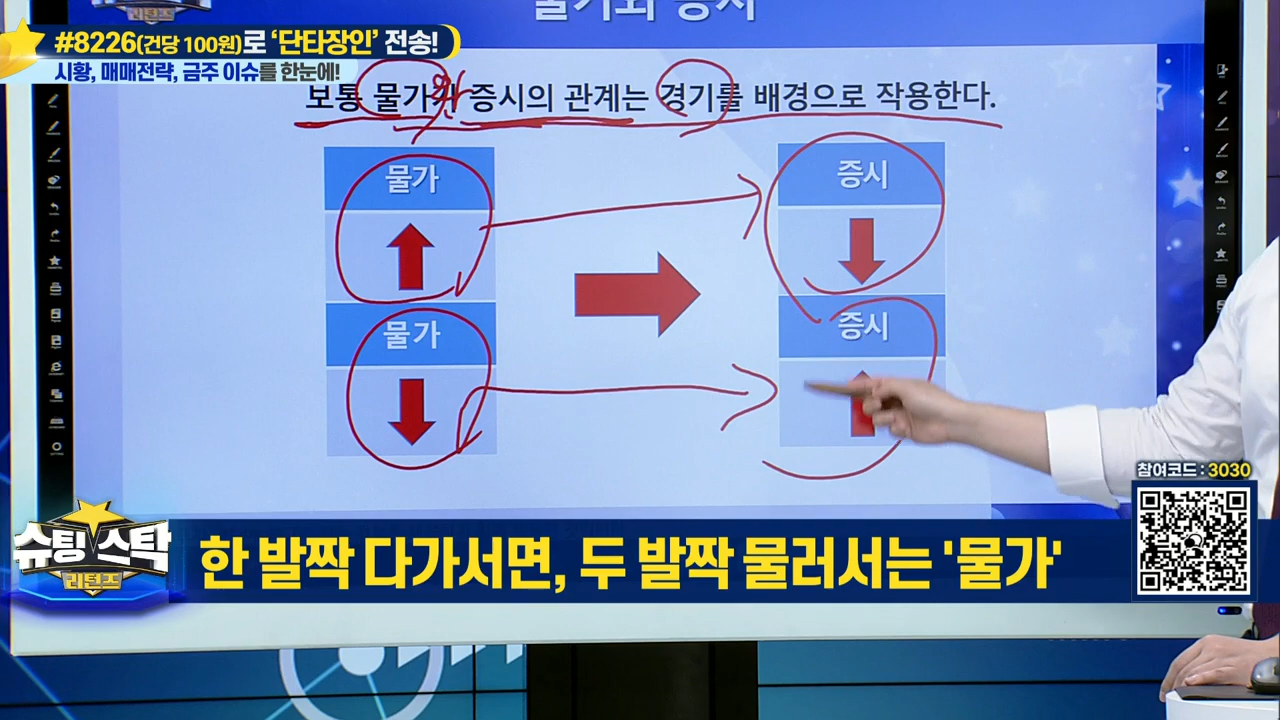 물가와 증시
#8226(건당 100원)로 '단타장인' 전송!
시황, 매매전략, 금주 이슈를 한눈에!
보통 물가와 증시의 관계는 경기를 배경으로 작용한다.
물가
증시
물가
증시
참여코드 : 3030
슈팅 스탁
리턴즈
한 발짝 다가서면, 두 발짝 물러서는 '물가'